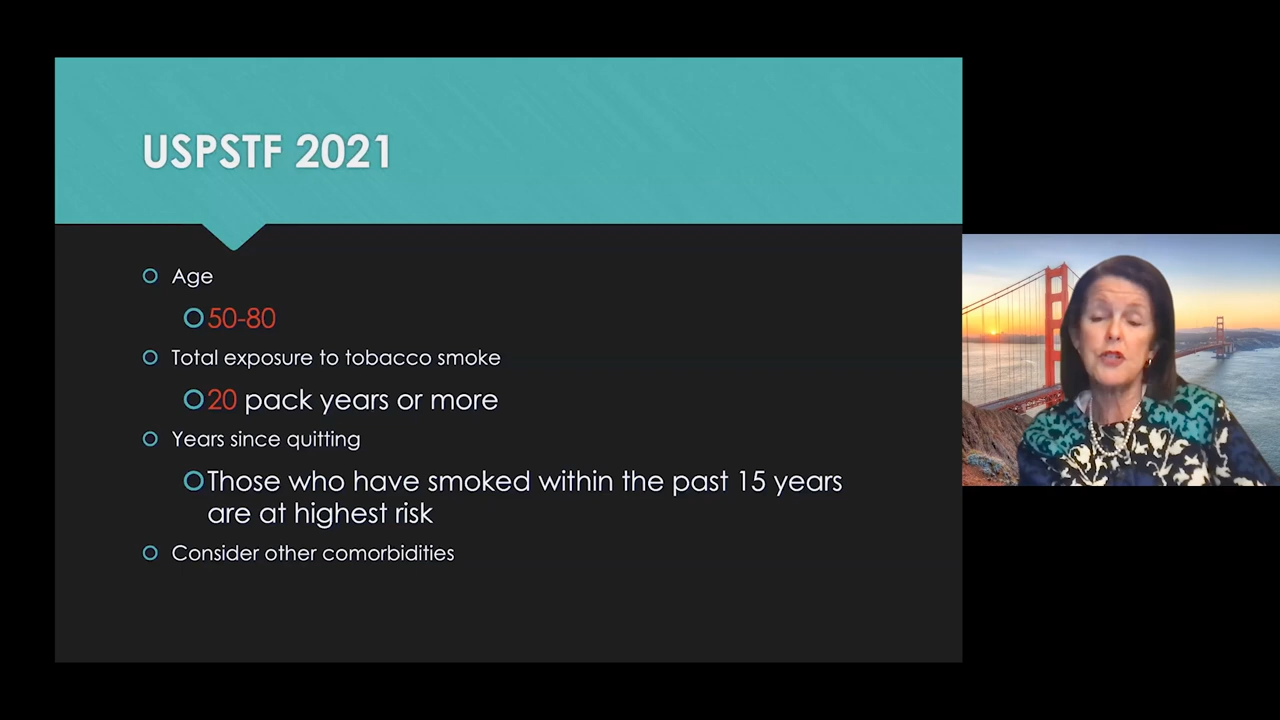 USPSTF 2021
Age
50-80
Total exposure to tobacco smoke
20 pack years or more
Years since quitting
Those who have smoked within the past 15 years
are at highest risk
Consider other comorbidities